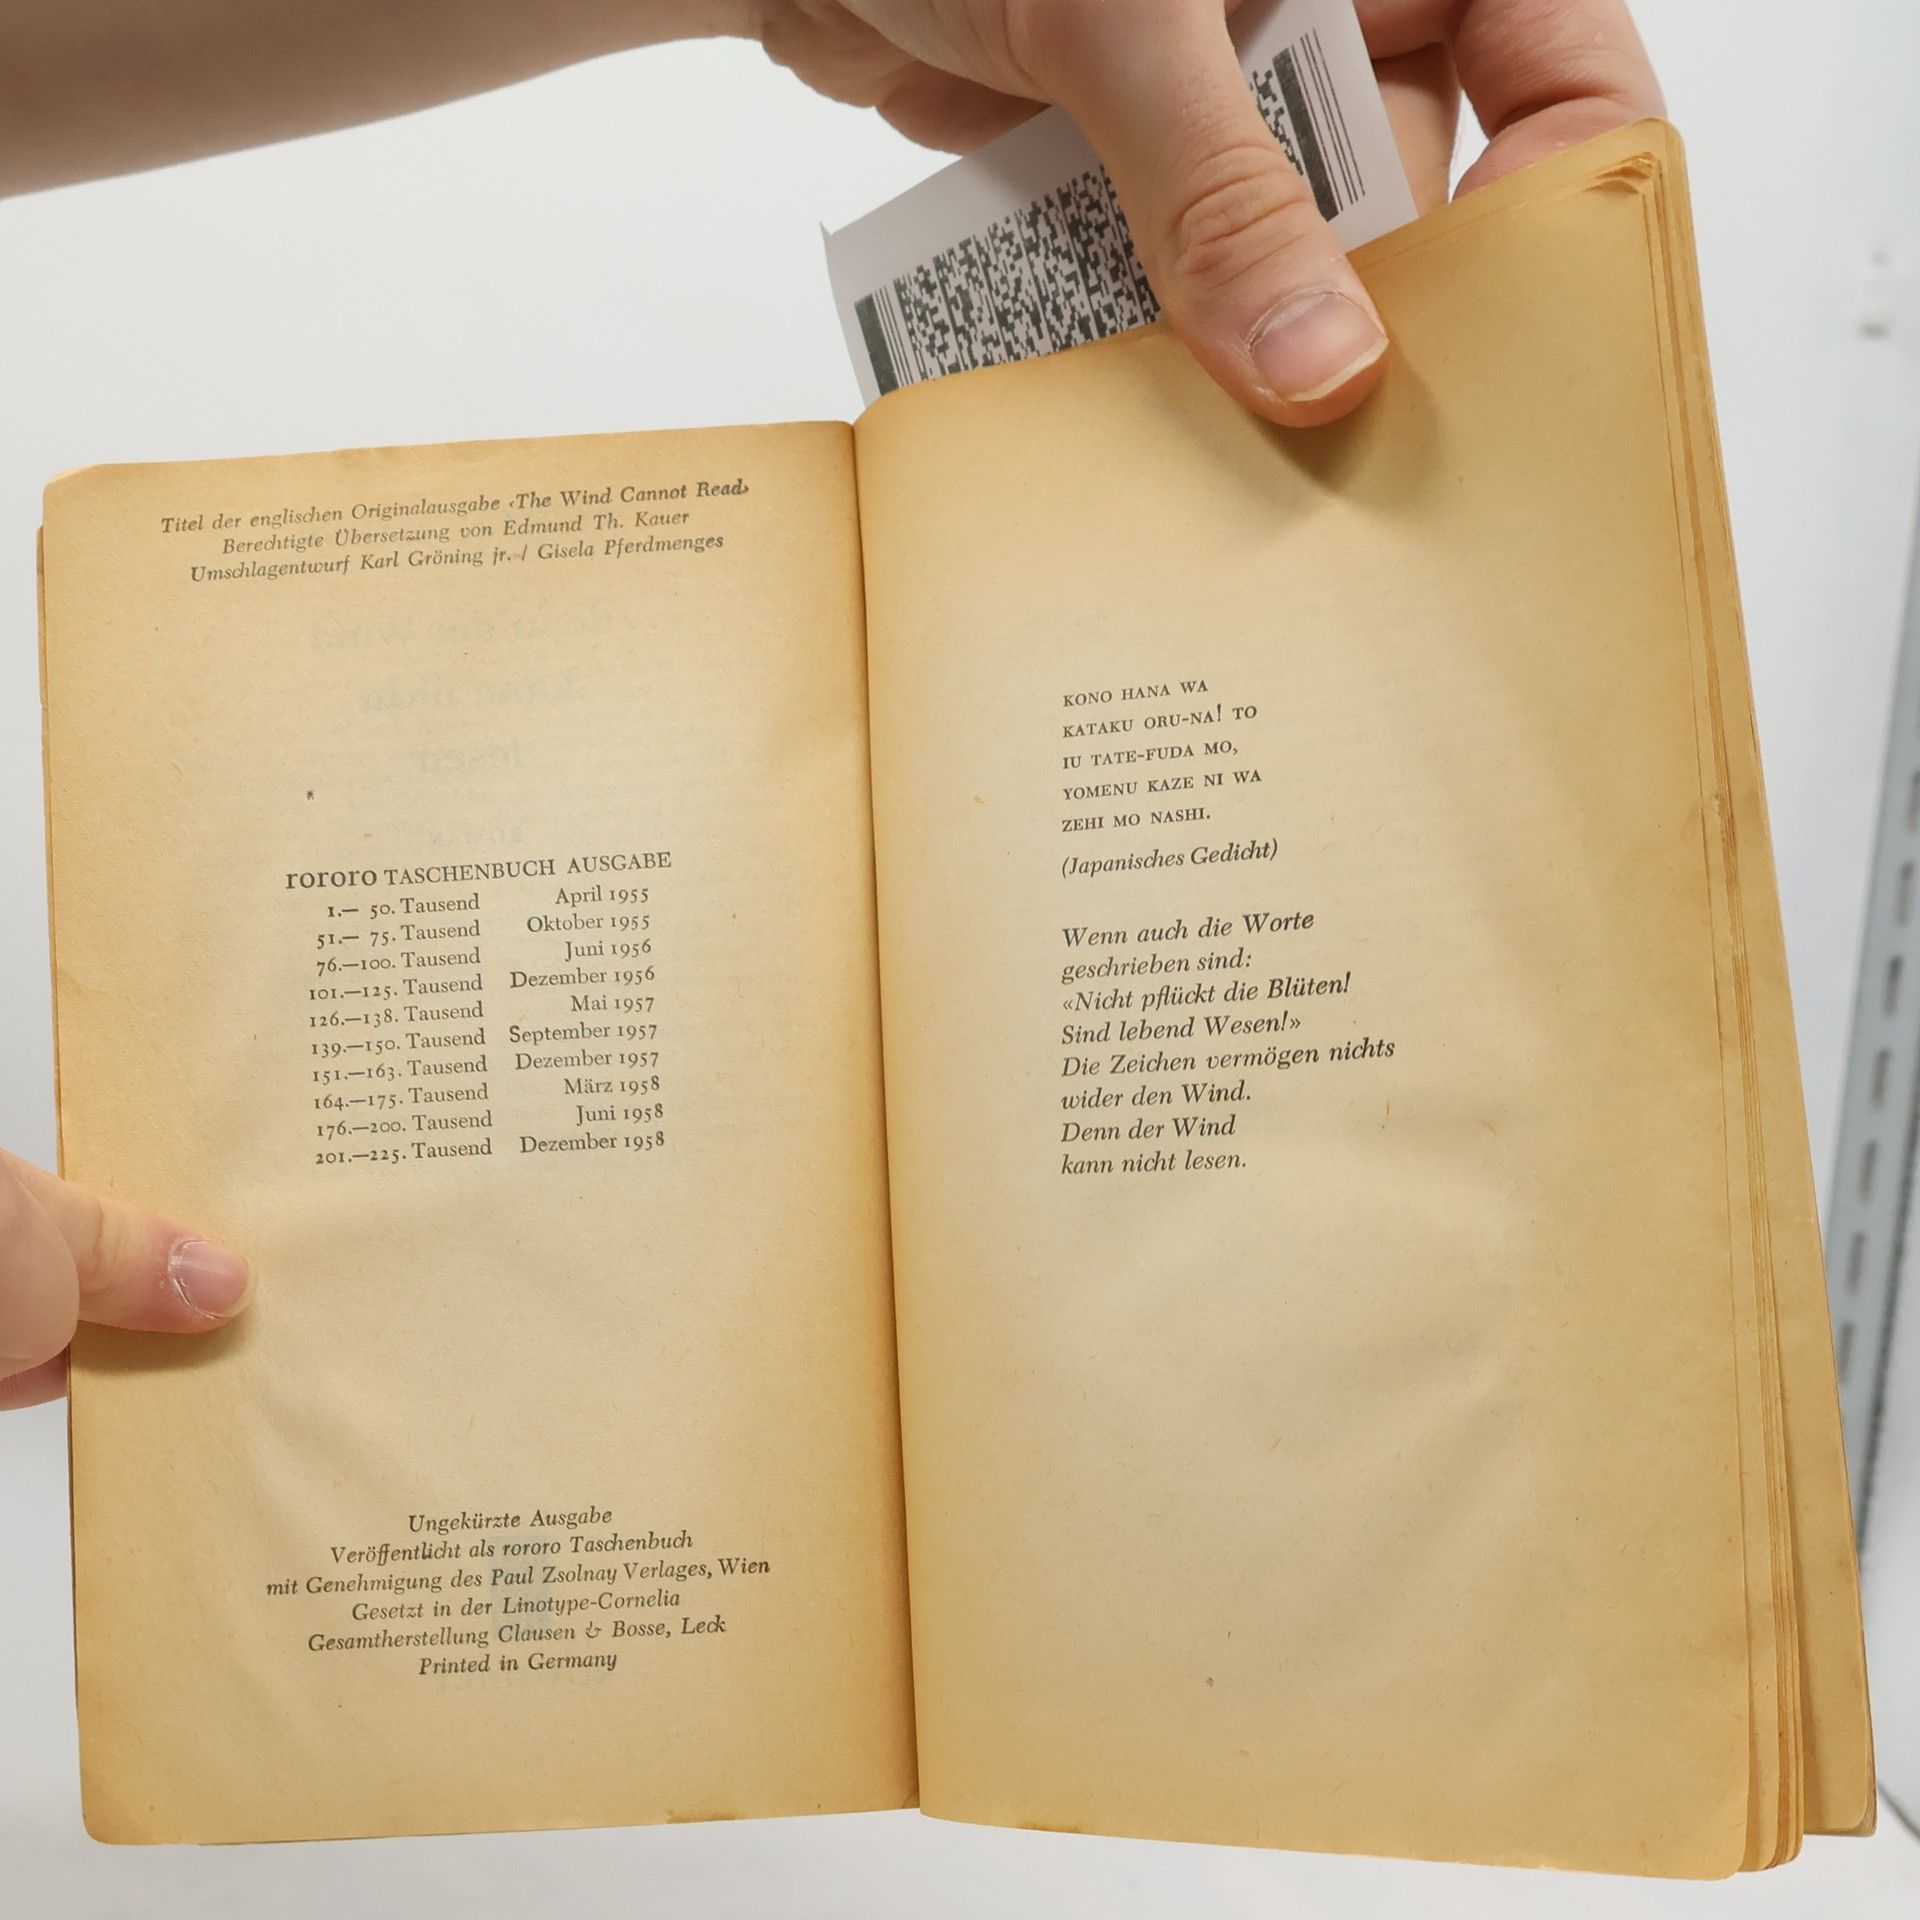 Titel der englischen Originalausgabe ‹The Wind Cannot Read›
Berechtigte Übersetzung von Edmund Th. Kauer
Umschlagentwurf Karl Gröning jr. / Gisela Pferdmenges
rororo TASCHENBUCH AUSGABE
1.— 50. Tausend April 1955
51.— 75. Tausend Oktober 1955
76.—100. Tausend Juni 1956
101.—125. Tausend Dezember 1956
126.—138. Tausend Mai 1957
139.—150. Tausend September 1957
151.—163. Tausend Dezember 1957
164.—175. Tausend März 1958
176.—200. Tausend Juni 1958
201.—225. Tausend Dezember 1958
Ungekürzte Ausgabe
Veröffentlicht als rororo Taschenbuch
mit Genehmigung des Paul Zsolnay Verlages, Wien
Gesetzt in der Linotype-Cornelia
Gesamtherstellung Clausen & Bosse, Leck
Printed in Germany
KONO HANA WA
KATAKU ORU-NA! TO
IU TATE-FUDA MO,
YOMENU KAZE NI WA
ZEHI MO NASHI.
(Japanisches Gedicht)
Wenn auch die Worte
geschrieben sind:
«Nicht pflückt die Blüten!
Sind lebend Wesen!»
Die Zeichen vermögen nichts
wider den Wind.
Denn der Wind
kann nicht lesen.